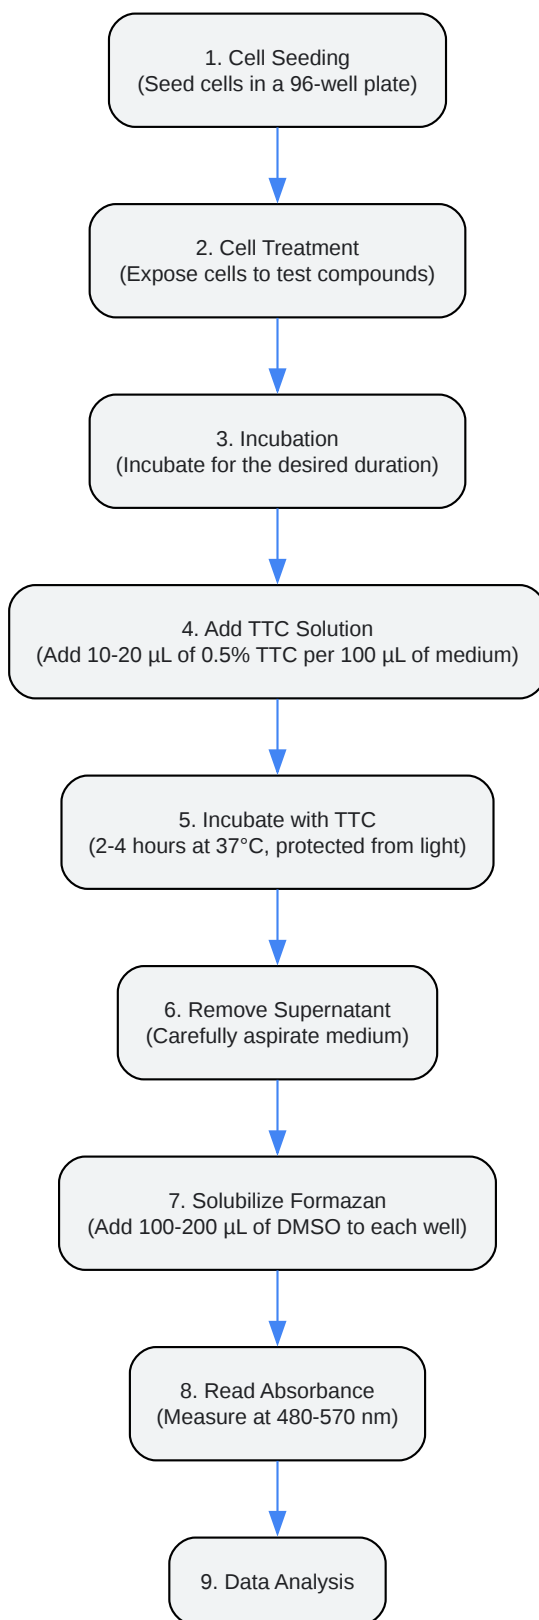 1. Cell Seeding
(Seed cells in a 96-well plate)
2. Cell Treatment
(Expose cells to test compounds)
3. Incubation
(Incubate for the desired duration)
4. Add TTC Solution
(Add 10-20 µL of 0.5% TTC per 100 µL of medium)
5. Incubate with TTC
(2-4 hours at 37°C, protected from light)
6. Remove Supernatant
(Carefully aspirate medium)
7. Solubilize Formazan
(Add 100-200 µL of DMSO to each well)
8. Read Absorbance
(Measure at 480-570 nm)
9. Data Analysis